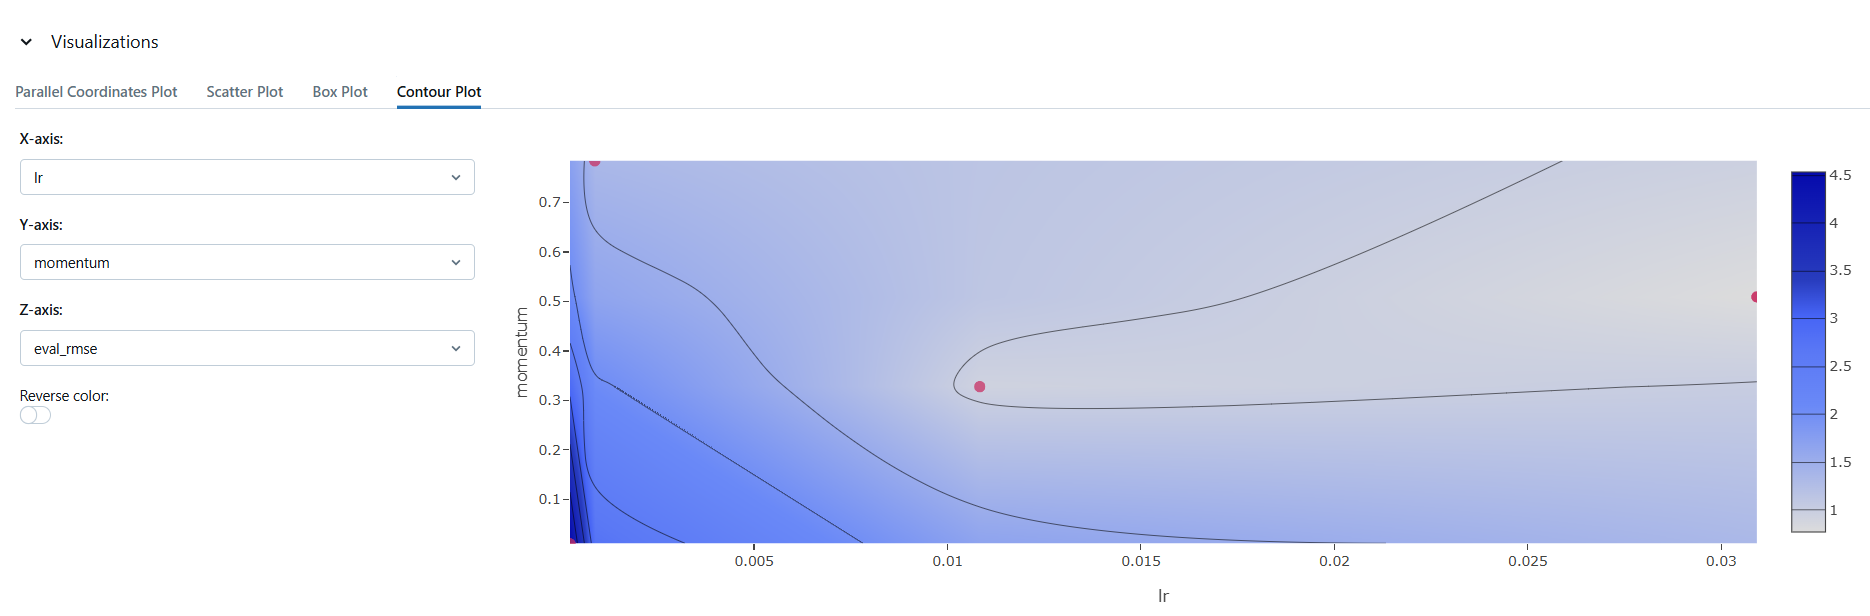 Visualizations
Parallel Coordinates Plot Scatter Plot Box Plot Contour Plot
X-axis:
lr
Y-axis:
momentum
Z-axis:
eval_rmse
Reverse color:
momentum
0.7
0.6
0.5
0.4
0.3
0.2
0.1
0.005 0.01 0.015 0.02 0.025 0.03
lr
4.5
4
3.5
3
2.5
2
1.5
1